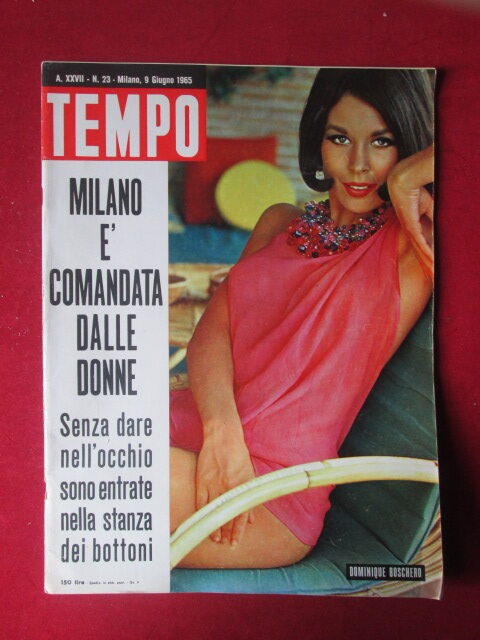 A. XXVII - N. 23 - Milano, 9 Giugno 1965
TEMPO
MILANO
E'
COMANDATA
DALLE
DONNE
Senza dare
nell'occhio
sono entrate
nella stanza
dei bottoni
150 lire
DOMINIQUE BOSCHERO